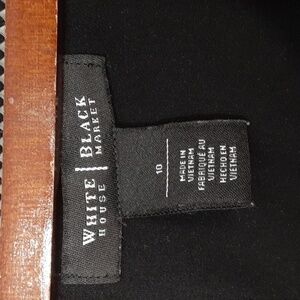 WHITE | BLACK
HOUSE | MARKET
10
MADE IN
VIETNAM
FABRIQUÉ AU
VIETNAM
HECHO EN
VIETNAM